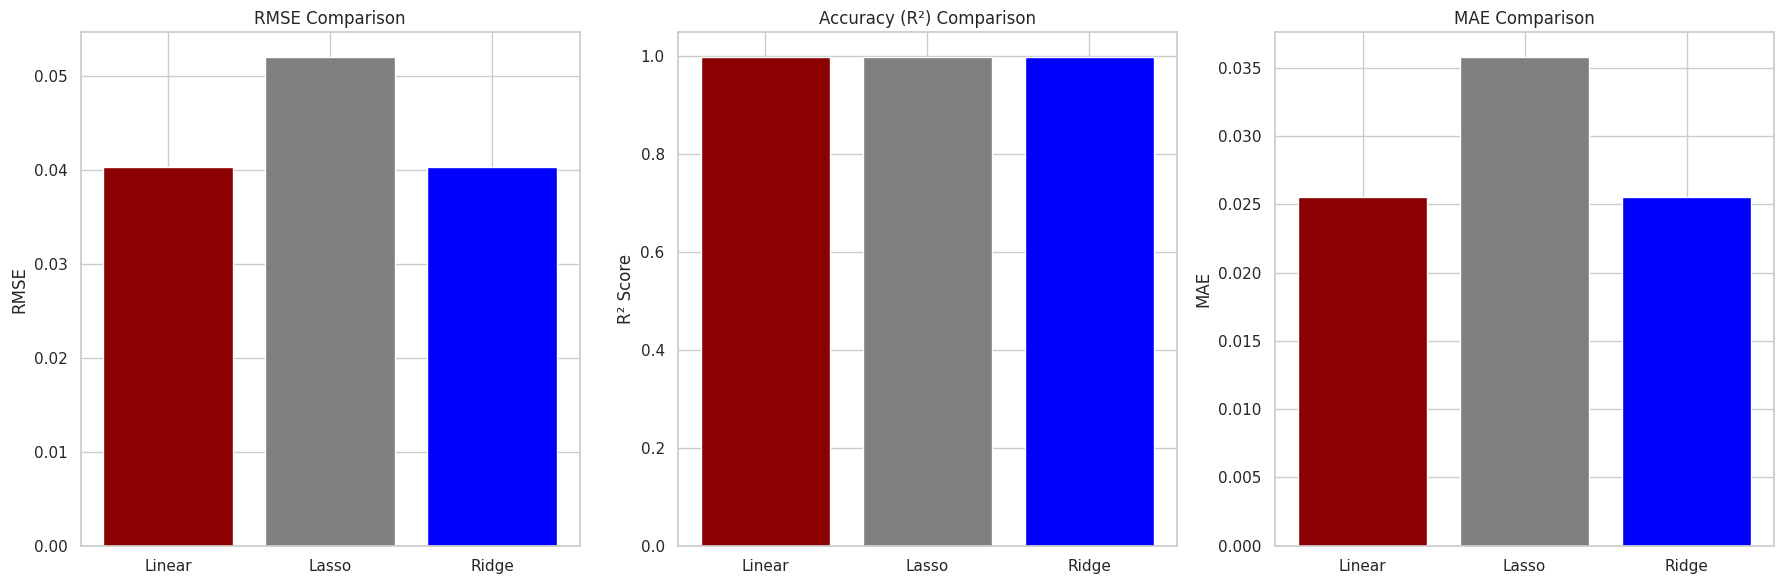 RMSE Comparison
RMSE
0.05
0.04
0.03
0.02
0.01
0.00
Linear Lasso Ridge
Accuracy (R²) Comparison
R² Score
1.0
0.8
0.6
0.4
0.2
0.0
Linear Lasso Ridge
MAE Comparison
MAE
0.035
0.030
0.025
0.020
0.015
0.010
0.005
0.000
Linear Lasso Ridge